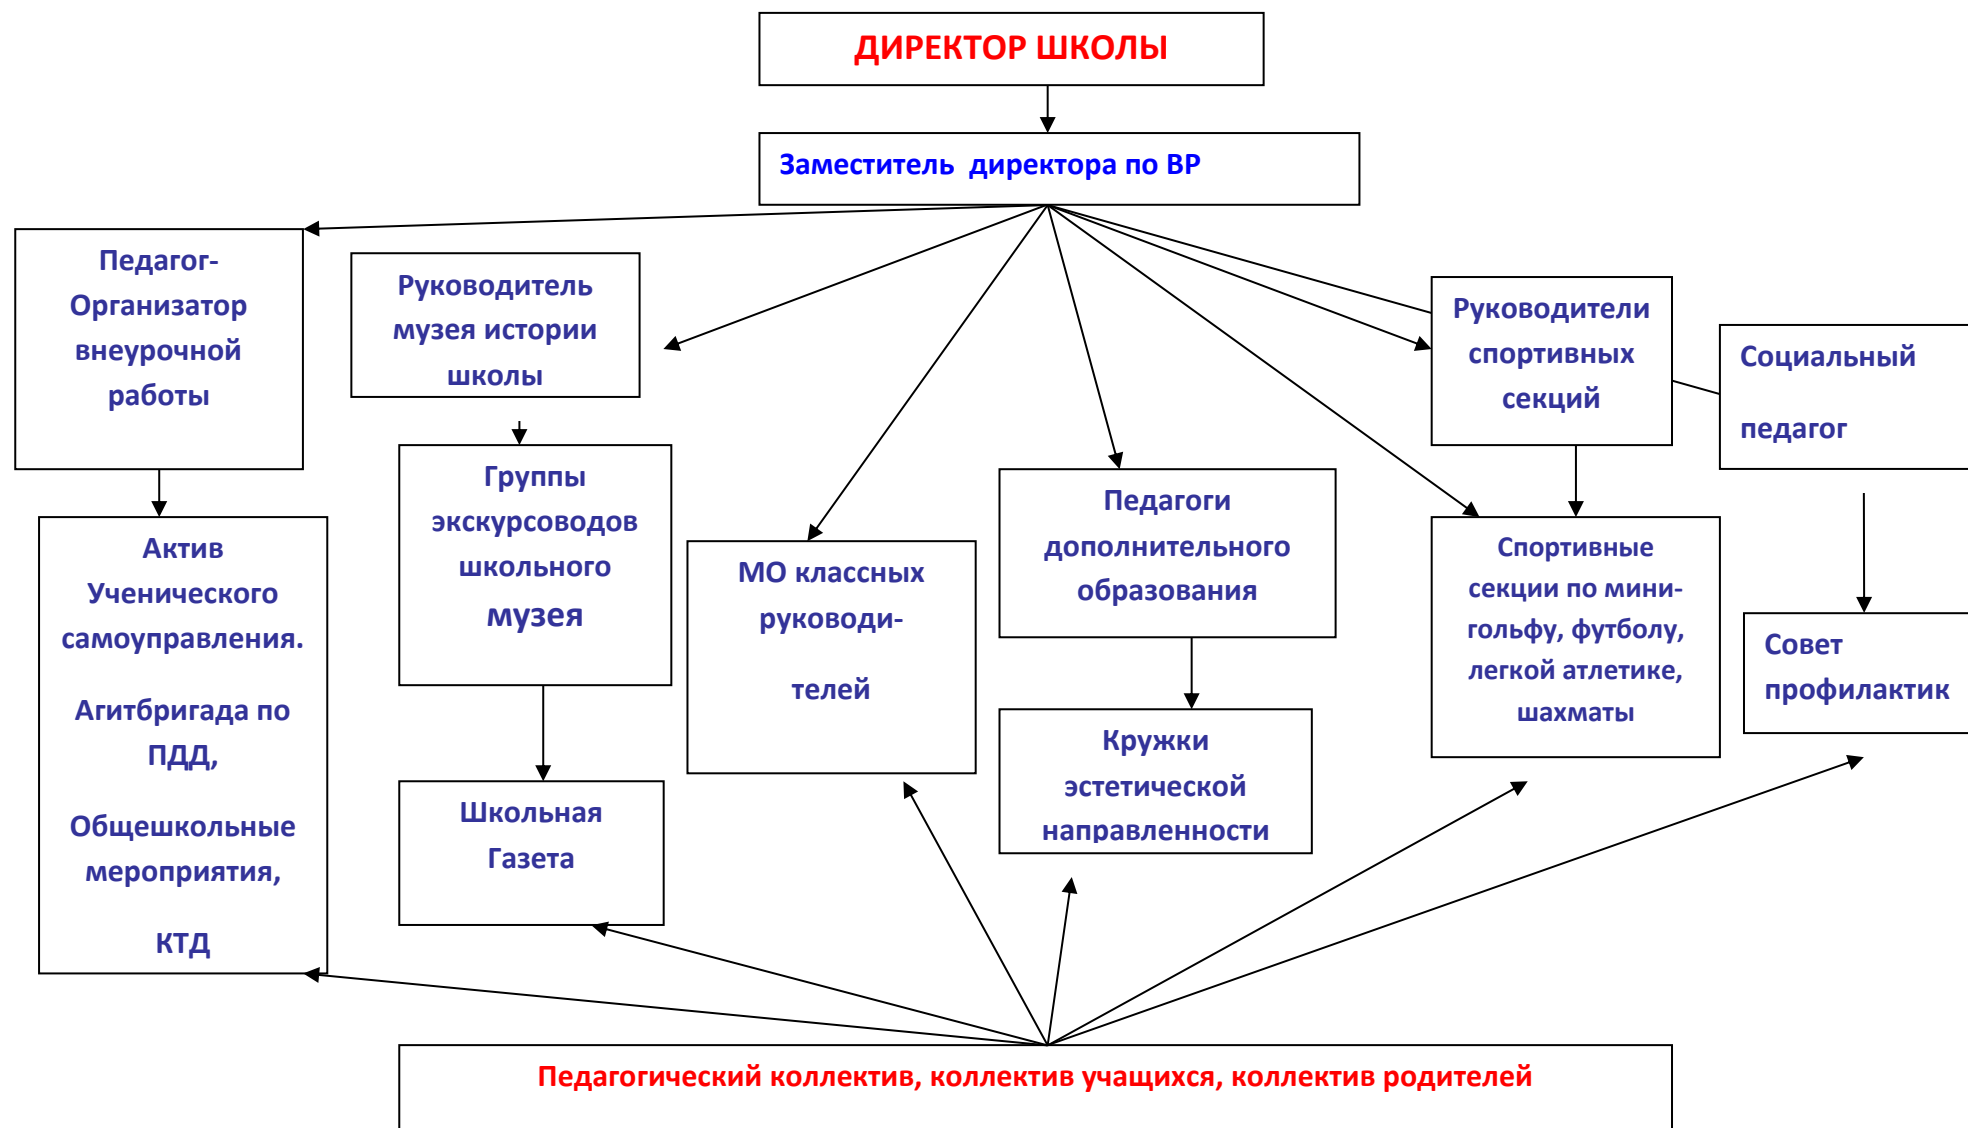 ДИРЕКТОР ШКОЛЫ
Заместитель директора по ВР
Педагог-
Организатор
внеурочной
работы
Руководитель
музея истории
школы
Руководители
спортивных
секций
Социальный
педагог
Группы
экскурсоводов
школьного
музея
Педагоги
дополнительного
образования
Актив
Ученического
самоуправления.
Агитбригада по
ПДД,
Общешкольные
мероприятия,
КТД
МО классных
руководи-
телей
Спортивные
секции по мини-
гольфу, футболу,
легкой атлетике,
шахматы
Совет
профилактик
Кружки
эстетической
направленности
Школьная
Газета
Педагогический коллектив, коллектив учащихся, коллектив родителей